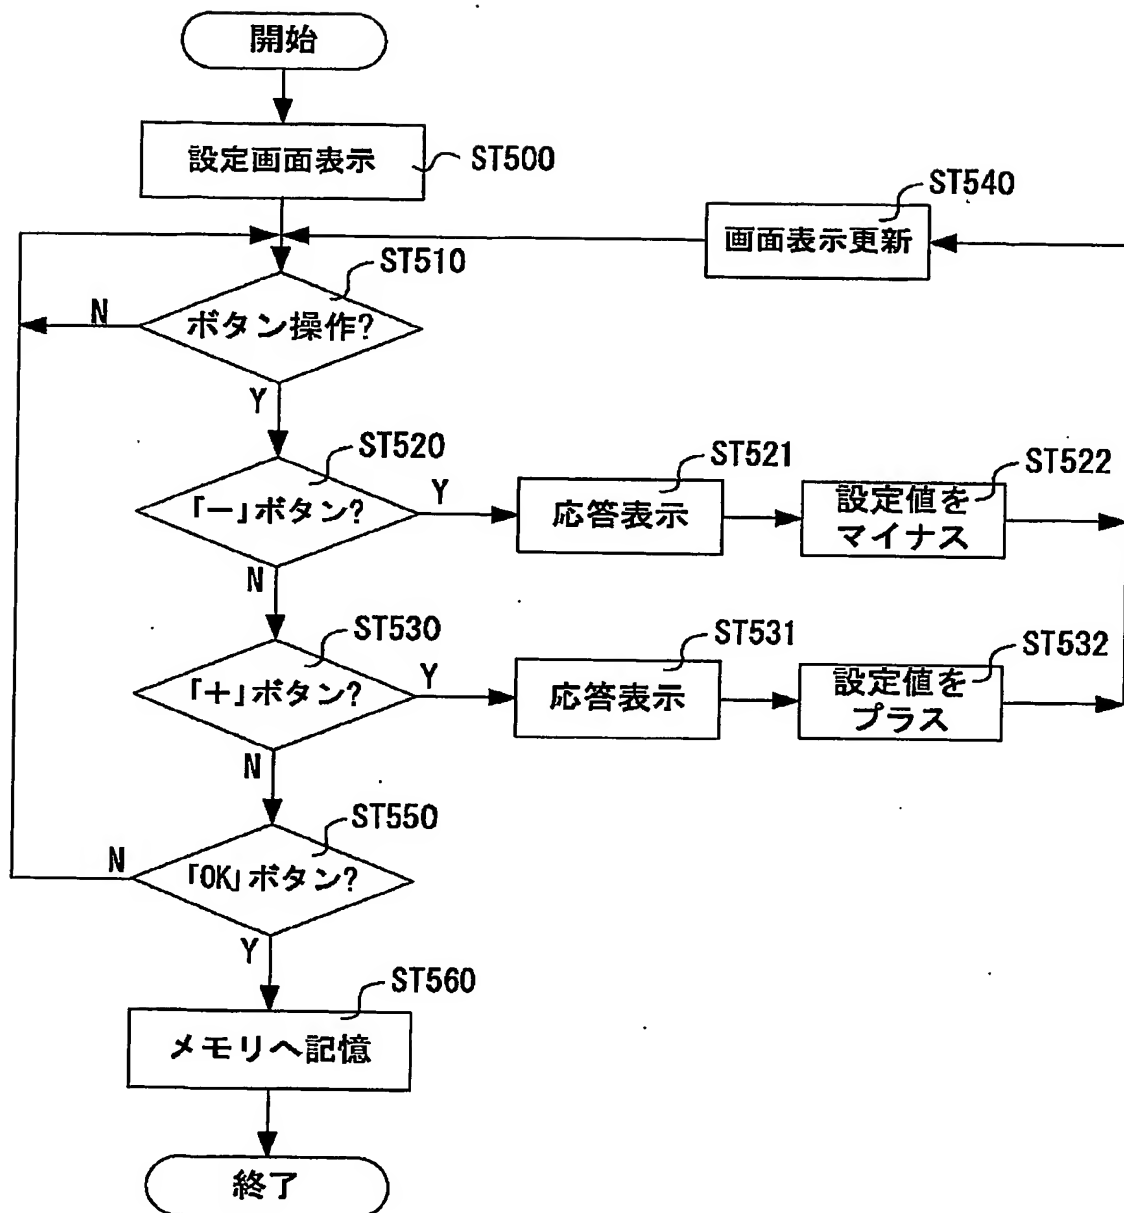 開始
設定画面表示
ST500
ST540
画面表示更新
ST510
ボタン操作?
N
Y
ST520
「−」ボタン?
Y
N
ST521
応答表示
ST522
設定値を
マイナス
ST530
「+」ボタン?
Y
N
ST531
応答表示
ST532
設定値を
プラス
ST550
「OK」ボタン?
N
Y
ST560
メモリへ記憶
終了